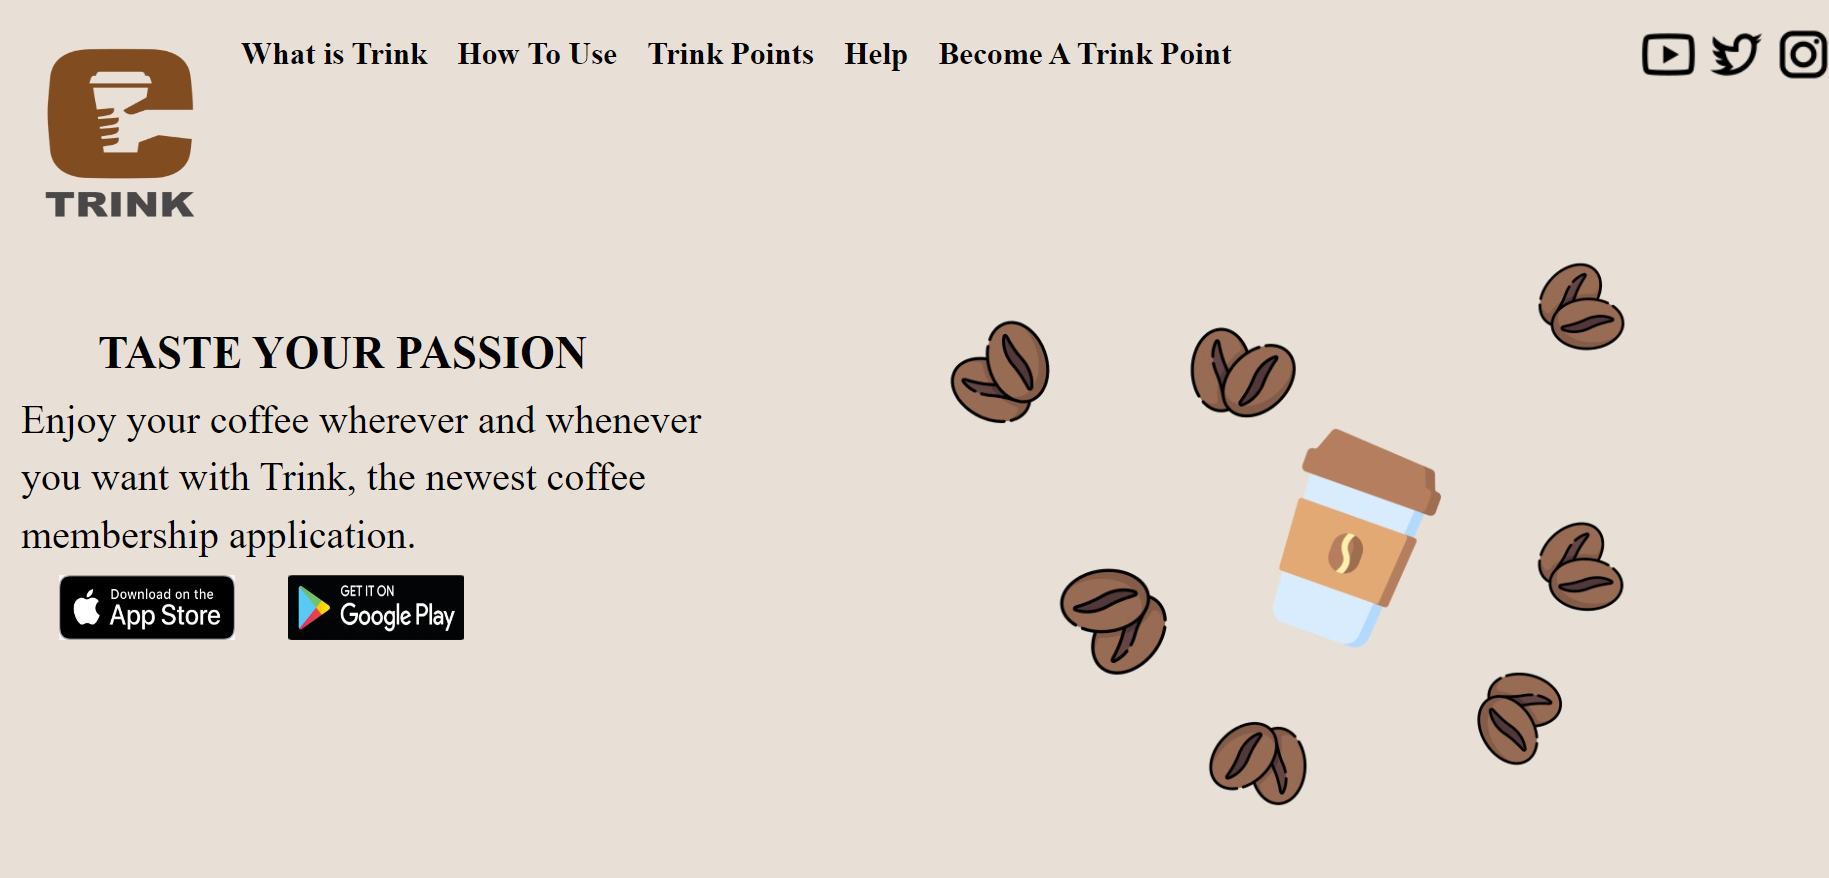 What is Trink How To Use Trink Points Help Become A Trink Point
TRINK
TASTE YOUR PASSION
Enjoy your coffee wherever and whenever
you want with Trink, the newest coffee
membership application.
Download on the
App Store
GET IT ON
Google Play